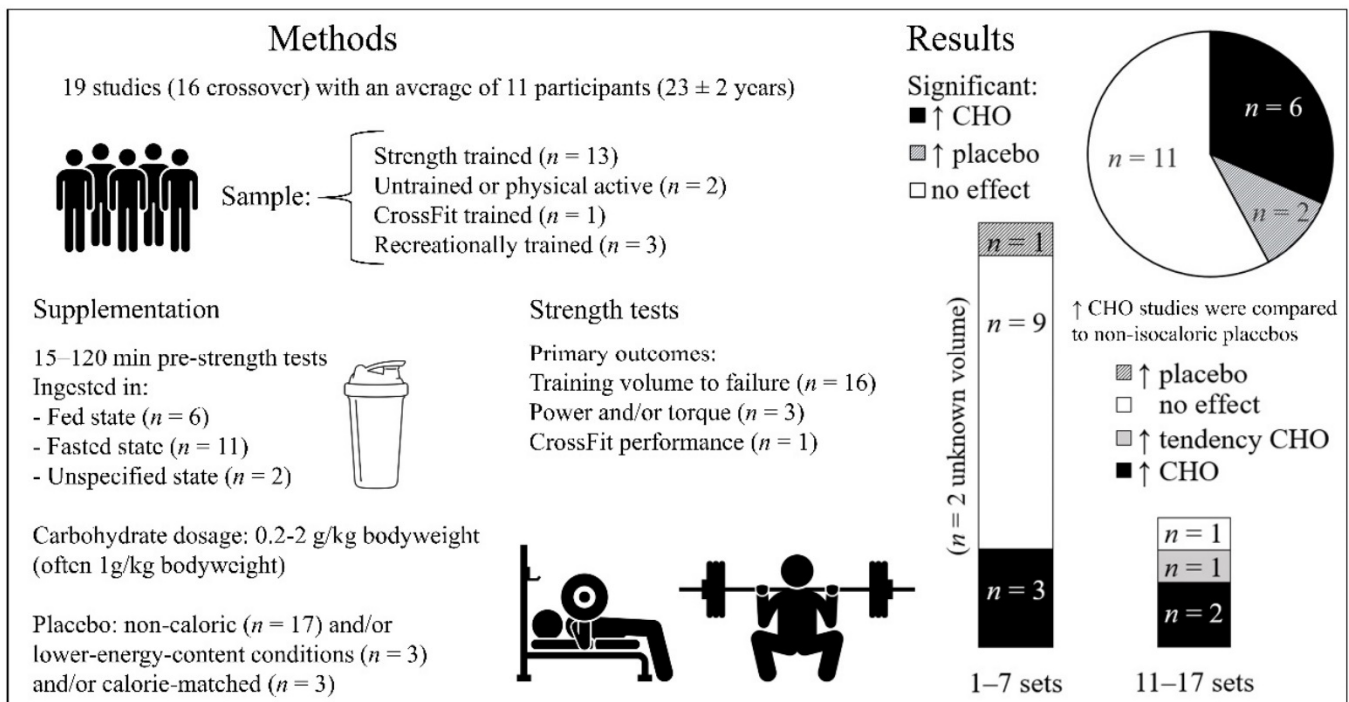 Methods
19 studies (16 crossover) with an average of 11 participants (23 ± 2 years)
Sample:
Strength trained (n = 13)
Untrained or physical active (n = 2)
CrossFit trained (n = 1)
Recreationally trained (n = 3)
Supplementation
15–120 min pre-strength tests
Ingested in:
- Fed state (n = 6)
- Fasted state (n = 11)
- Unspecified state (n = 2)
Carbohydrate dosage: 0.2-2 g/kg bodyweight
(often 1g/kg bodyweight)
Placebo: non-caloric (n = 17) and/or
lower-energy-content conditions (n = 3)
and/or calorie-matched (n = 3)
Strength tests
Primary outcomes:
Training volume to failure (n = 16)
Power and/or torque (n = 3)
CrossFit performance (n = 1)
Results
Significant:
↑ CHO
↑ placebo
no effect
n = 6
n = 11
n = 2
↑ CHO studies were compared
to non-isocaloric placebos
(n = 2 unknown volume)
n = 1
n = 9
n = 3
1–7 sets
↑ placebo
no effect
↑ tendency CHO
↑ CHO
n = 1
n = 1
n = 2
11–17 sets